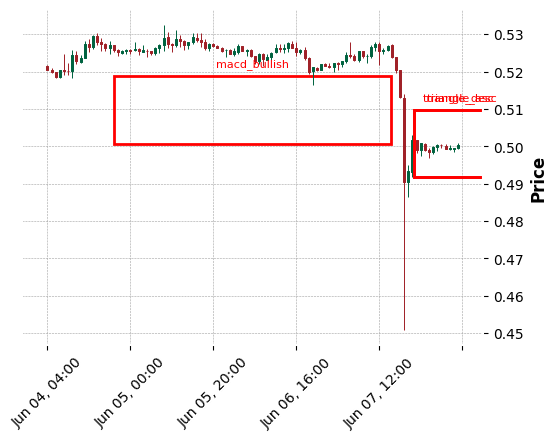 0.53
0.52
macd_bullish
0.51
0.50
0.49
0.48
0.47
0.46
0.45
Price
Jun 04, 04:00
Jun 05, 00:00
Jun 05, 20:00
Jun 06, 16:00
Jun 07, 12:00